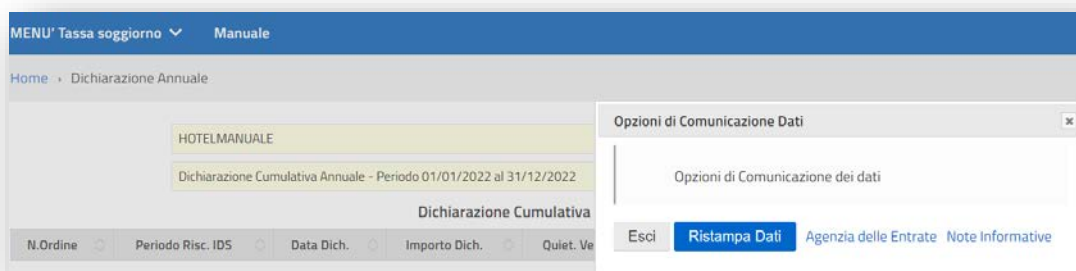 MENU' Tassa soggiorno Manuale
Home › Dichiarazione Annuale
HOTELMANUALE
Dichiarazione Cumulativa Annuale - Periodo 01/01/2022 al 31/12/2022
Dichiarazione Cumulativa
N.Ordine Periodo Risc. IDS Data Dich. Importo Dich. Quiet. Ve
Opzioni di Comunicazione Dati
Opzioni di Comunicazione dei dati
Esci Ristampa Dati Agenzia delle Entrate Note Informative